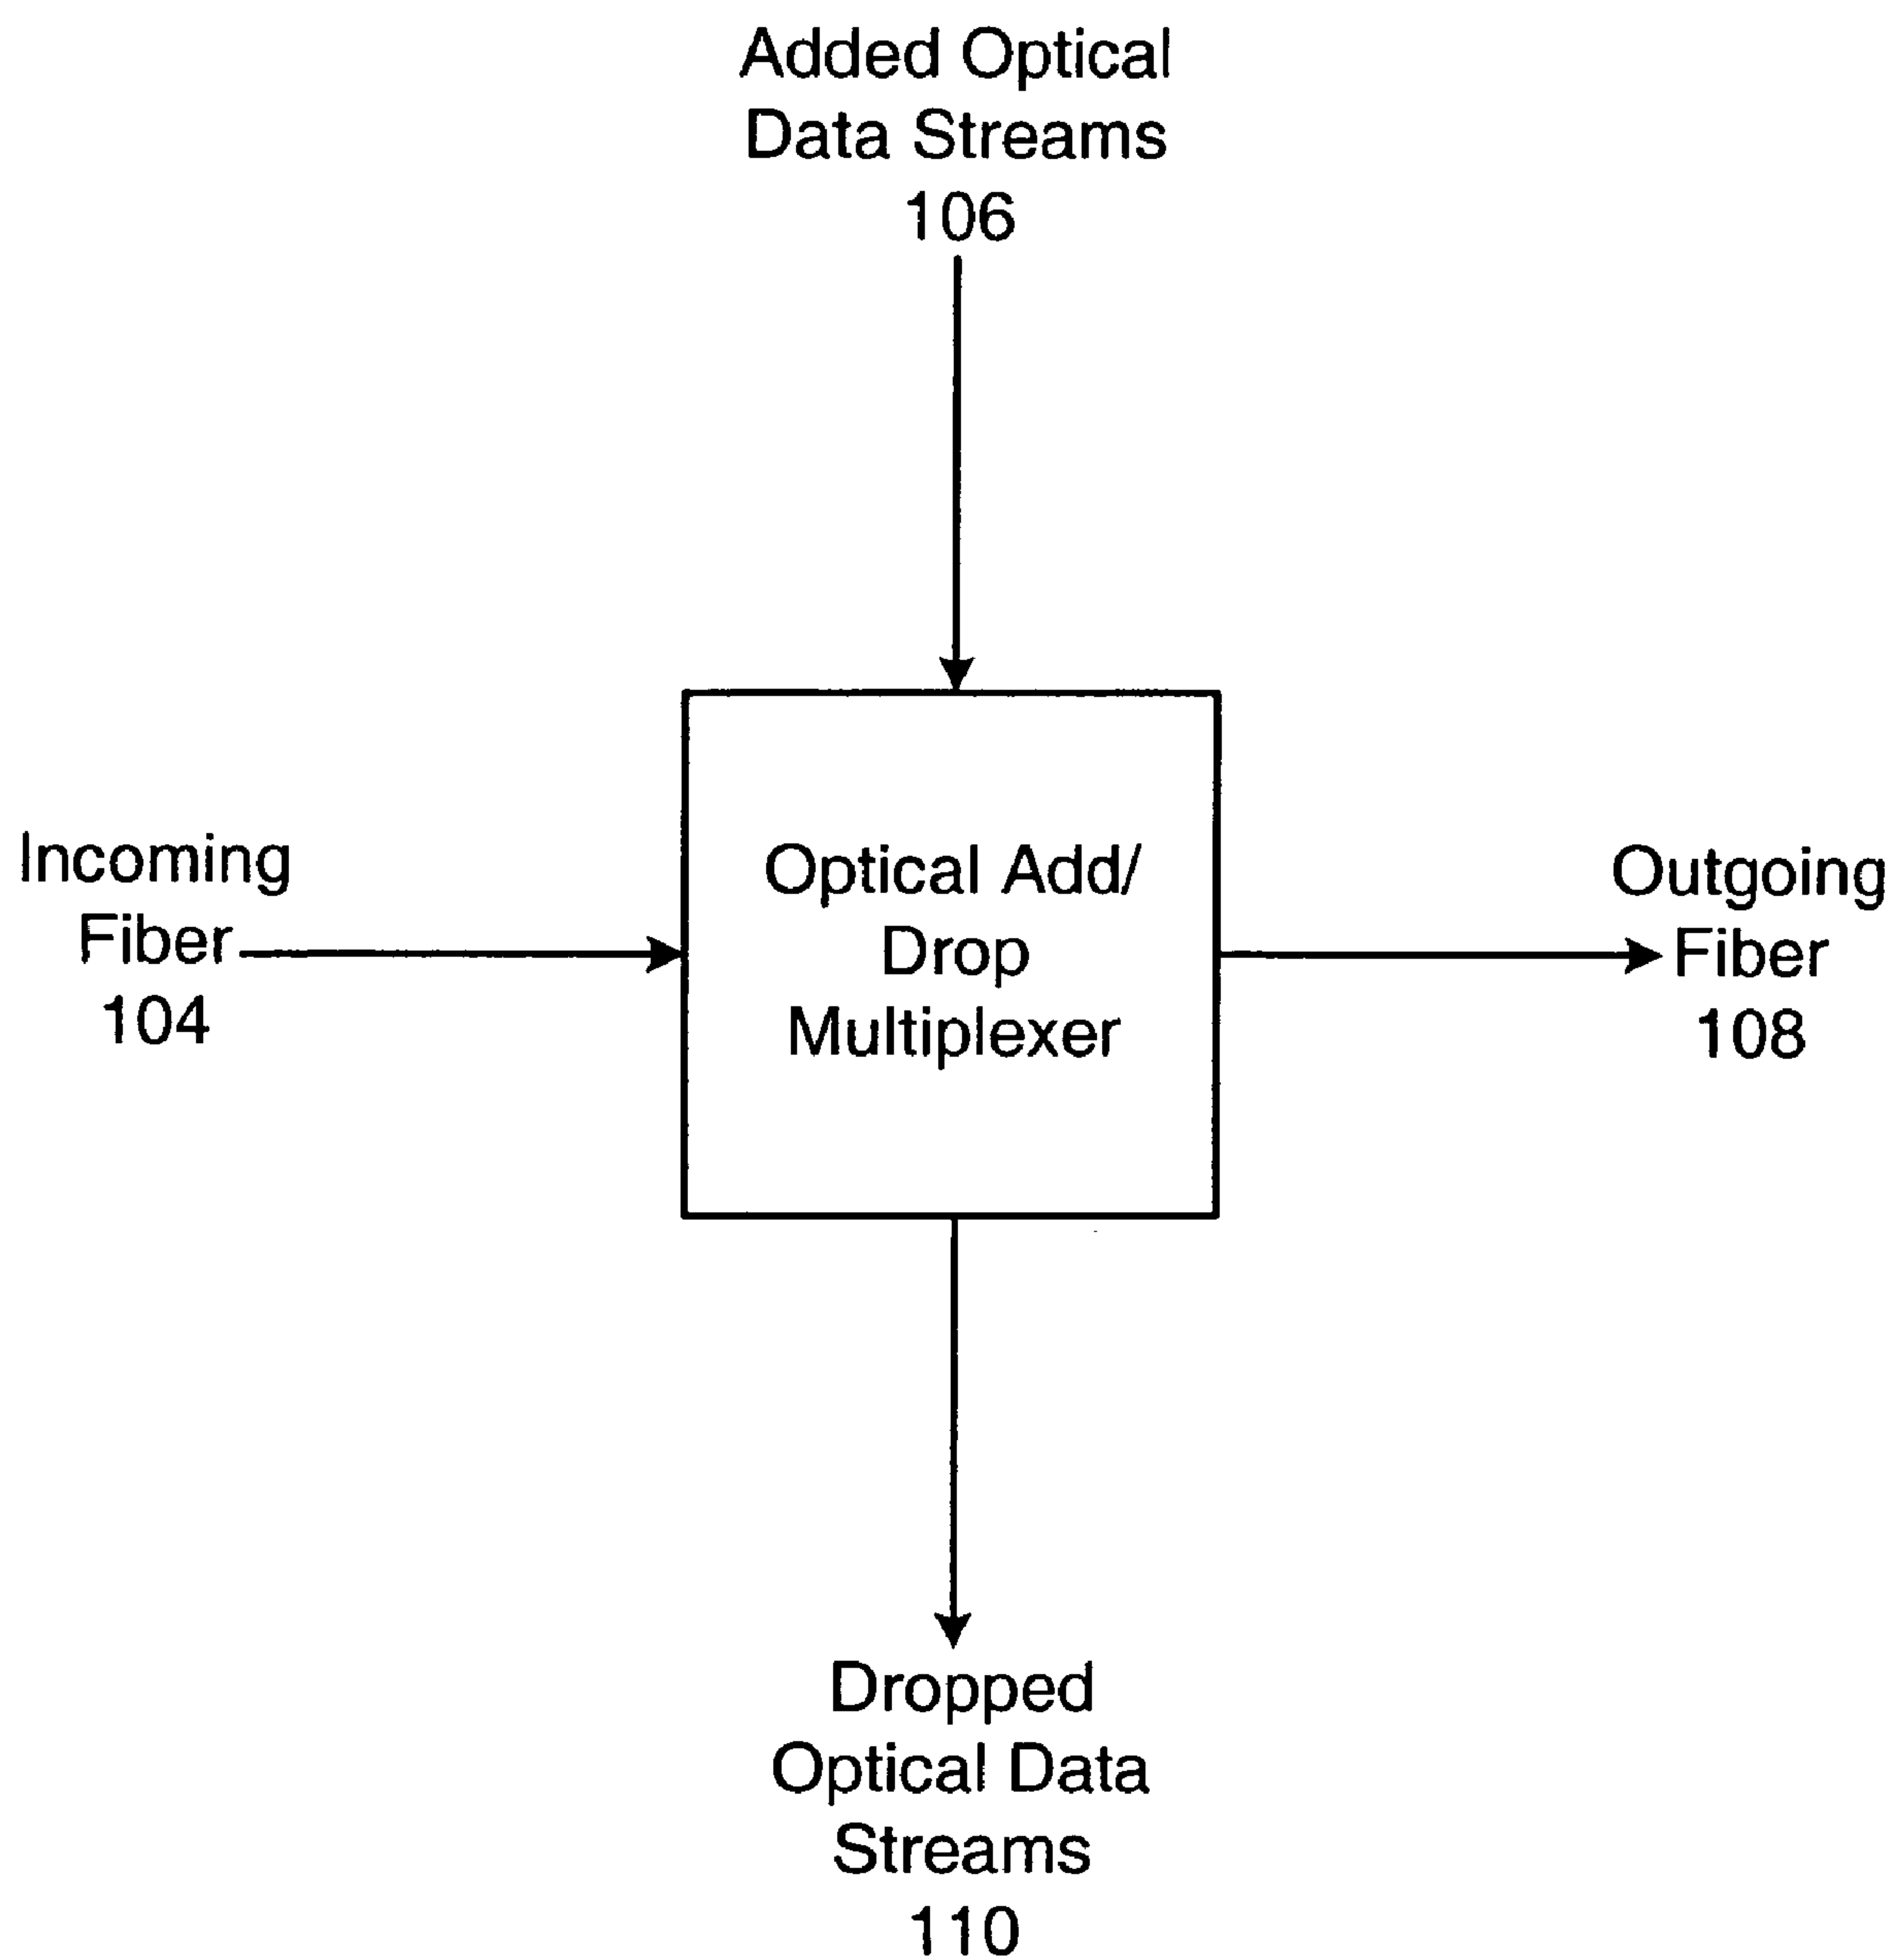 Added Optical
Data Streams
106
Incoming
Fiber
104
Optical Add/
Drop
Multiplexer
Outgoing
Fiber
108
Dropped
Optical Data
Streams
110